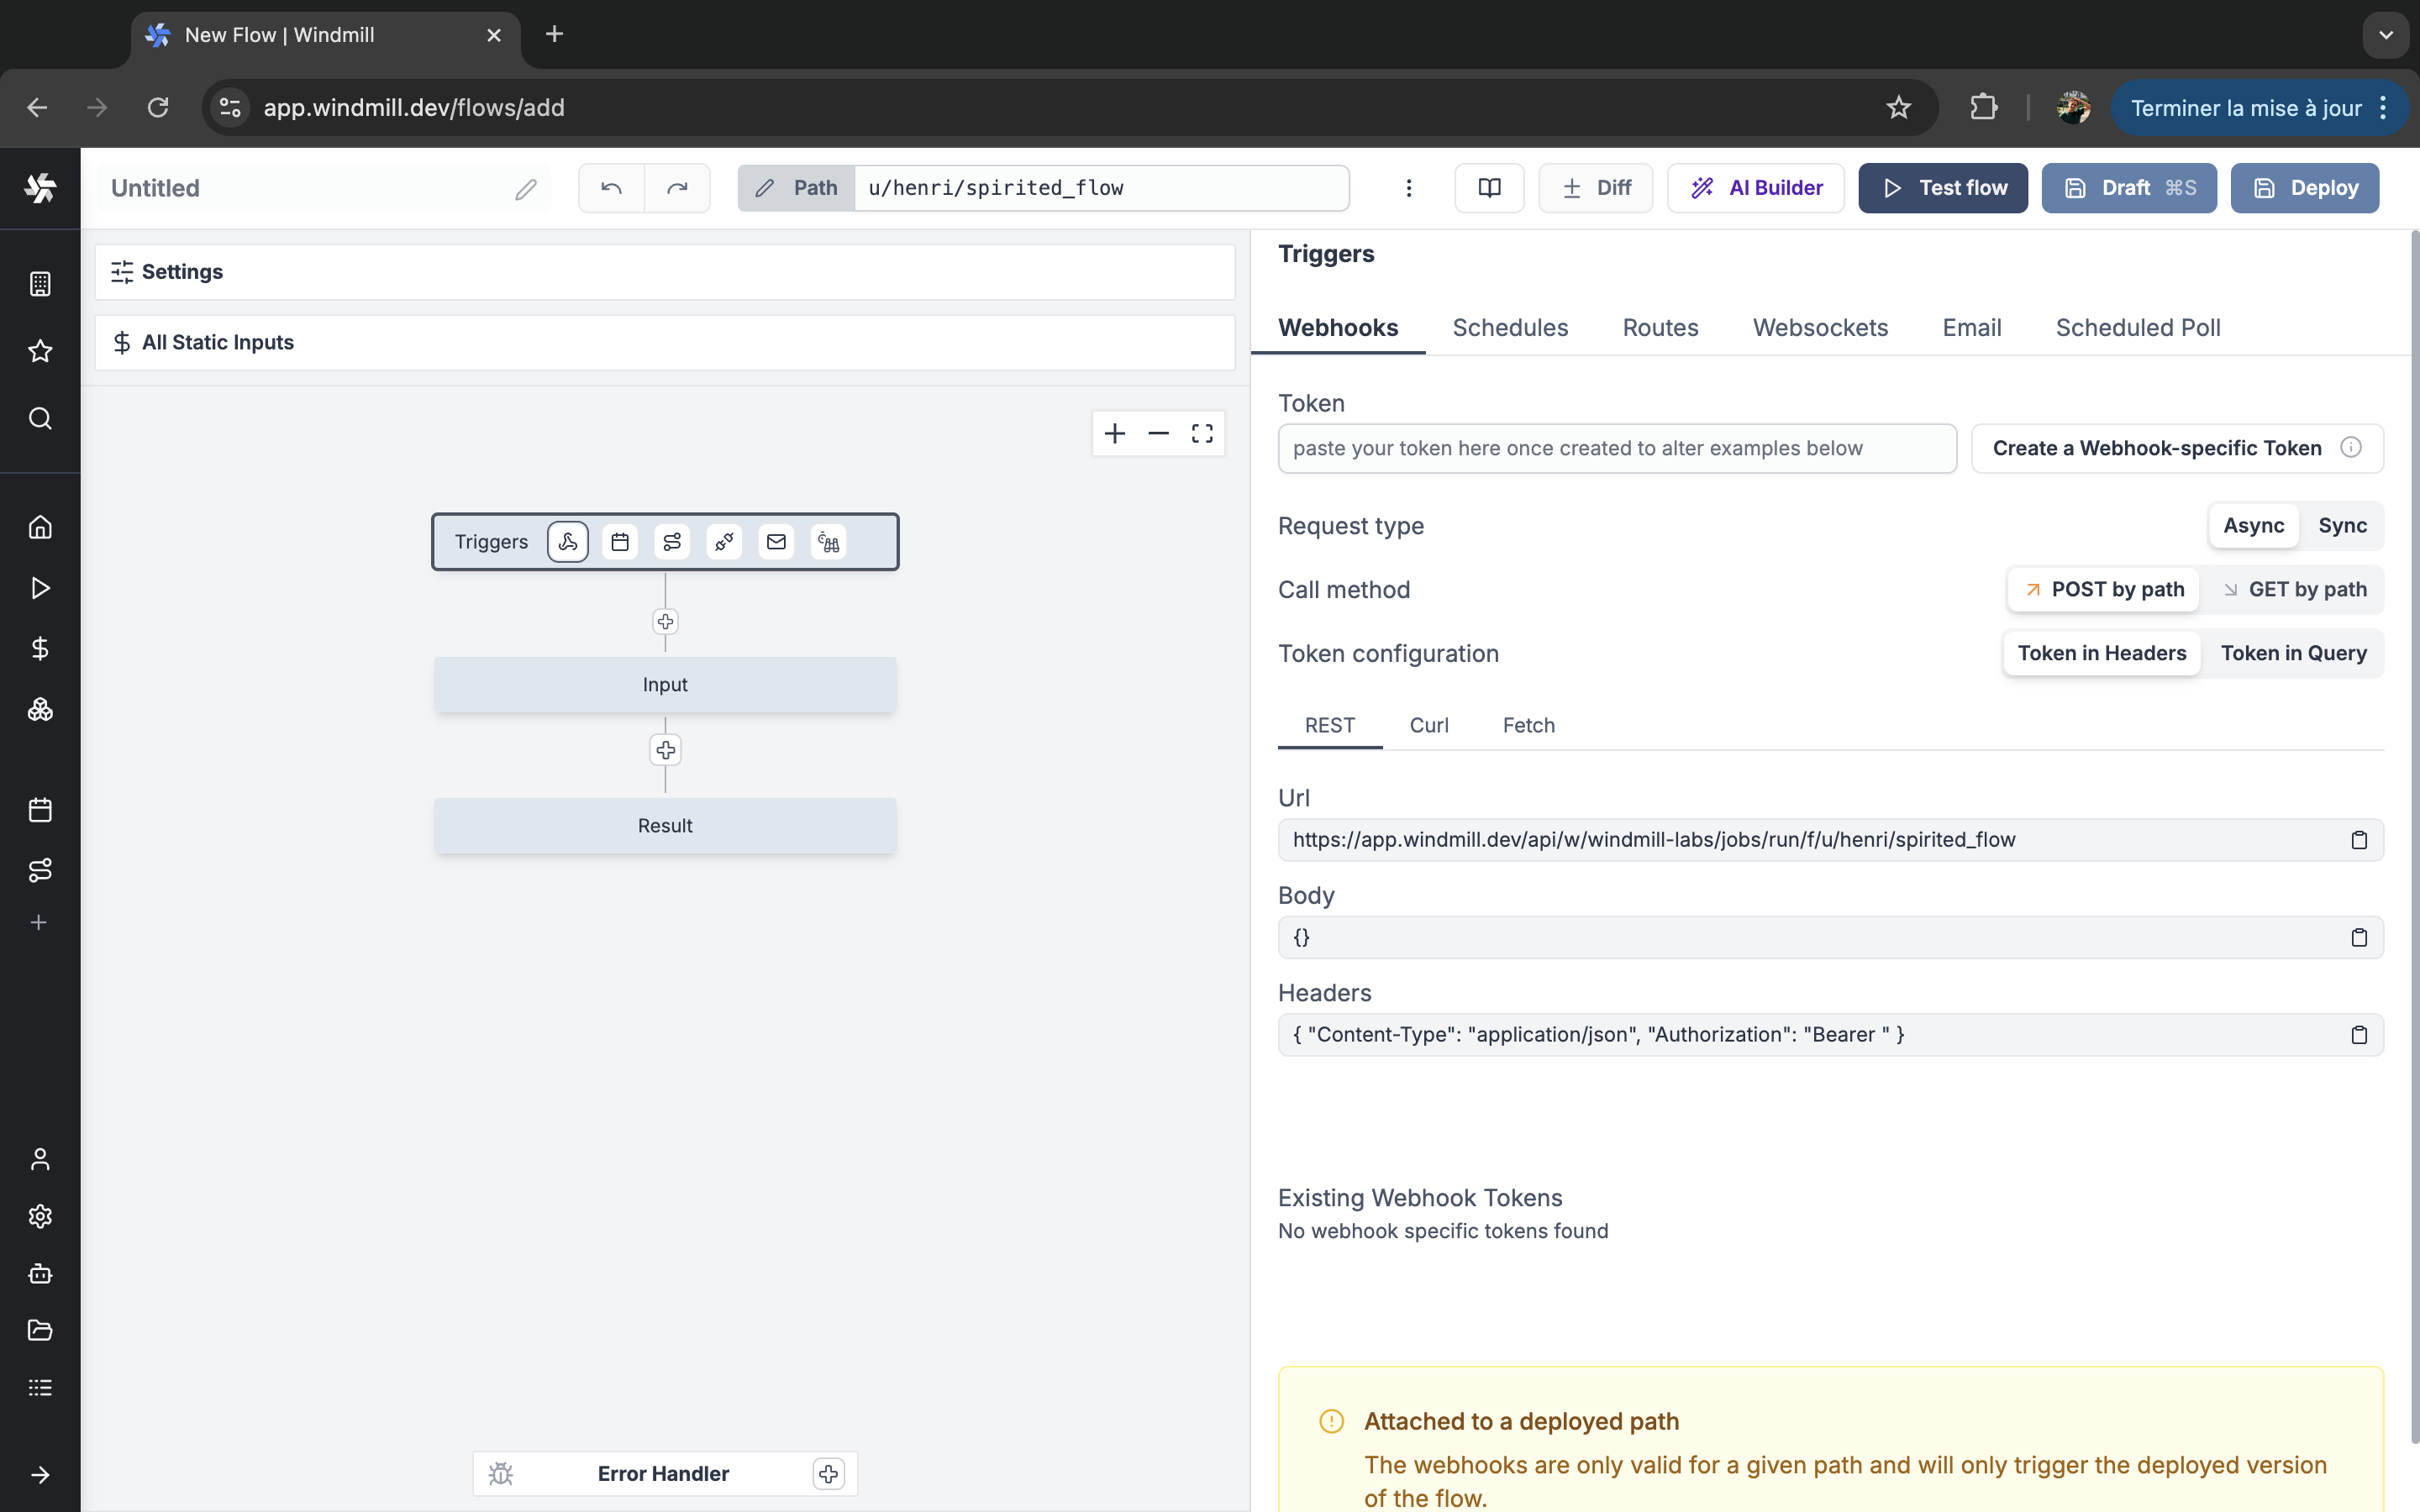 New Flow | Windmill
app.windmill.dev/flows/add
Terminer la mise à jour
Untitled
Path u/henri/spirited_flow
Diff
AI Builder
Test flow
Draft ⌘S
Deploy
Settings
All Static Inputs
Triggers
Input
Result
Error Handler
Triggers
Webhooks Schedules Routes Websockets Email Scheduled Poll
Token
paste your token here once created to alter examples below
Create a Webhook-specific Token
Request type
Async Sync
Call method
POST by path GET by path
Token configuration
Token in Headers Token in Query
REST Curl Fetch
Url
https://app.windmill.dev/api/w/windmill-labs/jobs/run/f/u/henri/spirited_flow
Body
{}
Headers
{ "Content-Type": "application/json", "Authorization": "Bearer " }
Existing Webhook Tokens
No webhook specific tokens found
Attached to a deployed path
The webhooks are only valid for a given path and will only trigger the deployed version
of the flow.